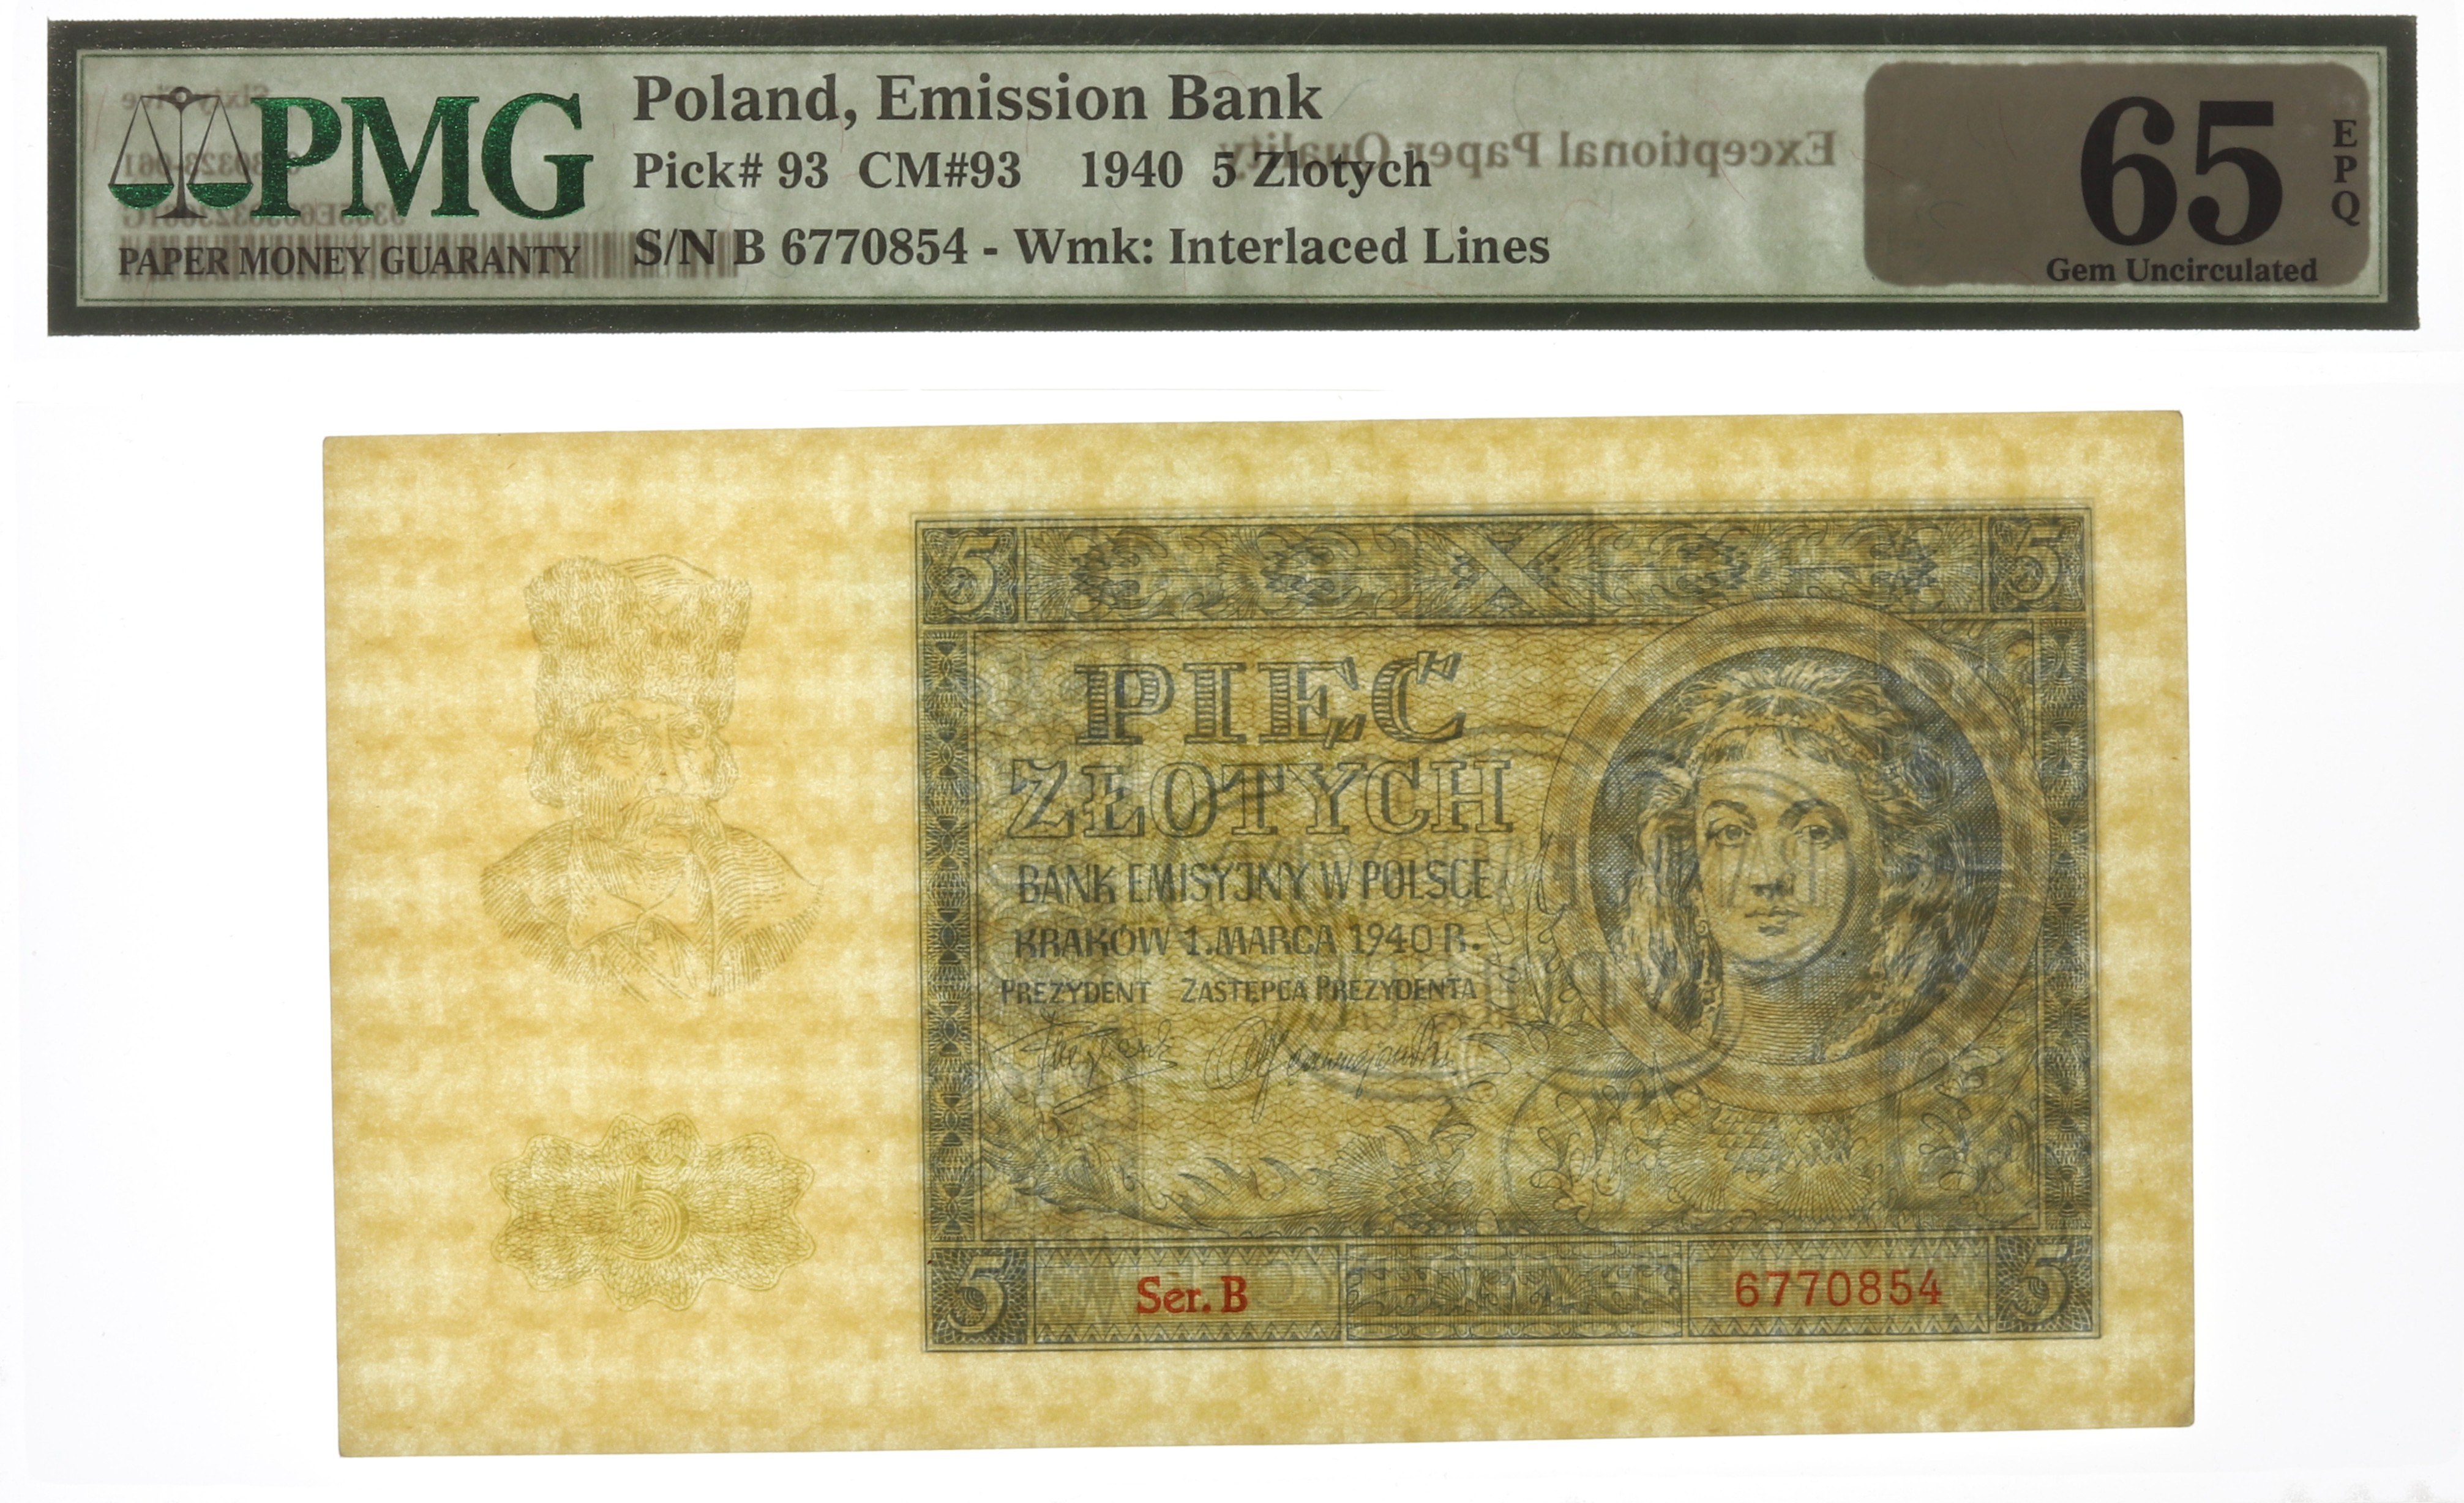 PMG
PAPER MONEY GUARANTY
Poland, Emission Bank
Pick# 93 CM#93 1940 5 Zlotych
S/N B 6770854 - Wmk: Interlaced Lines
Exceptional Paper Quality
65
EPQ
Gem Uncirculated
5 5
PIĘĆ
ZŁOTYCH
BANK EMISYJNY W POLSCE
KRAKÓW 1. MARCA 1940 R.
PREZYDENT ZASTĘPCA PREZYDENTA
5
5 Ser. B 6770854 5